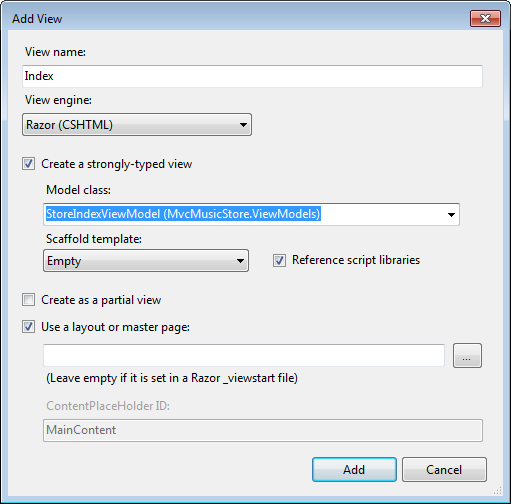 Add View
View name:
Index
View engine:
Razor (CSHTML)
Create a strongly-typed view
Model class:
StoreIndexViewModel (MvcMusicStore.ViewModels)
Scaffold template:
Empty
Reference script libraries
Create as a partial view
Use a layout or master page:
...
(Leave empty if it is set in a Razor _viewstart file)
ContentPlaceHolder ID:
MainContent
Add Cancel